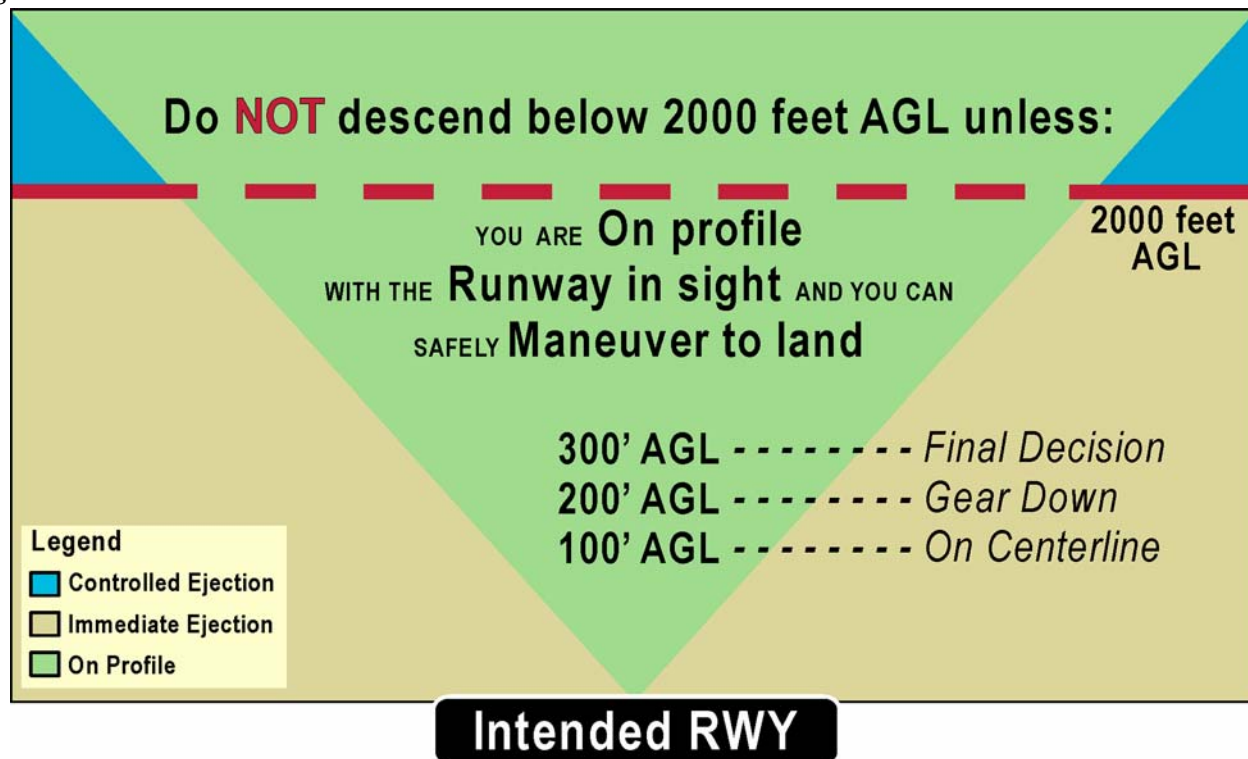 Do NOT descend below 2000 feet AGL unless:
YOU ARE On profile
WITH THE Runway in sight AND YOU CAN
SAFELY Maneuver to land
2000 feet
AGL
300' AGL - - - - - - - - Final Decision
200' AGL - - - - - - - - Gear Down
100' AGL - - - - - - - - On Centerline
Legend
Controlled Ejection
Immediate Ejection
On Profile
Intended RWY